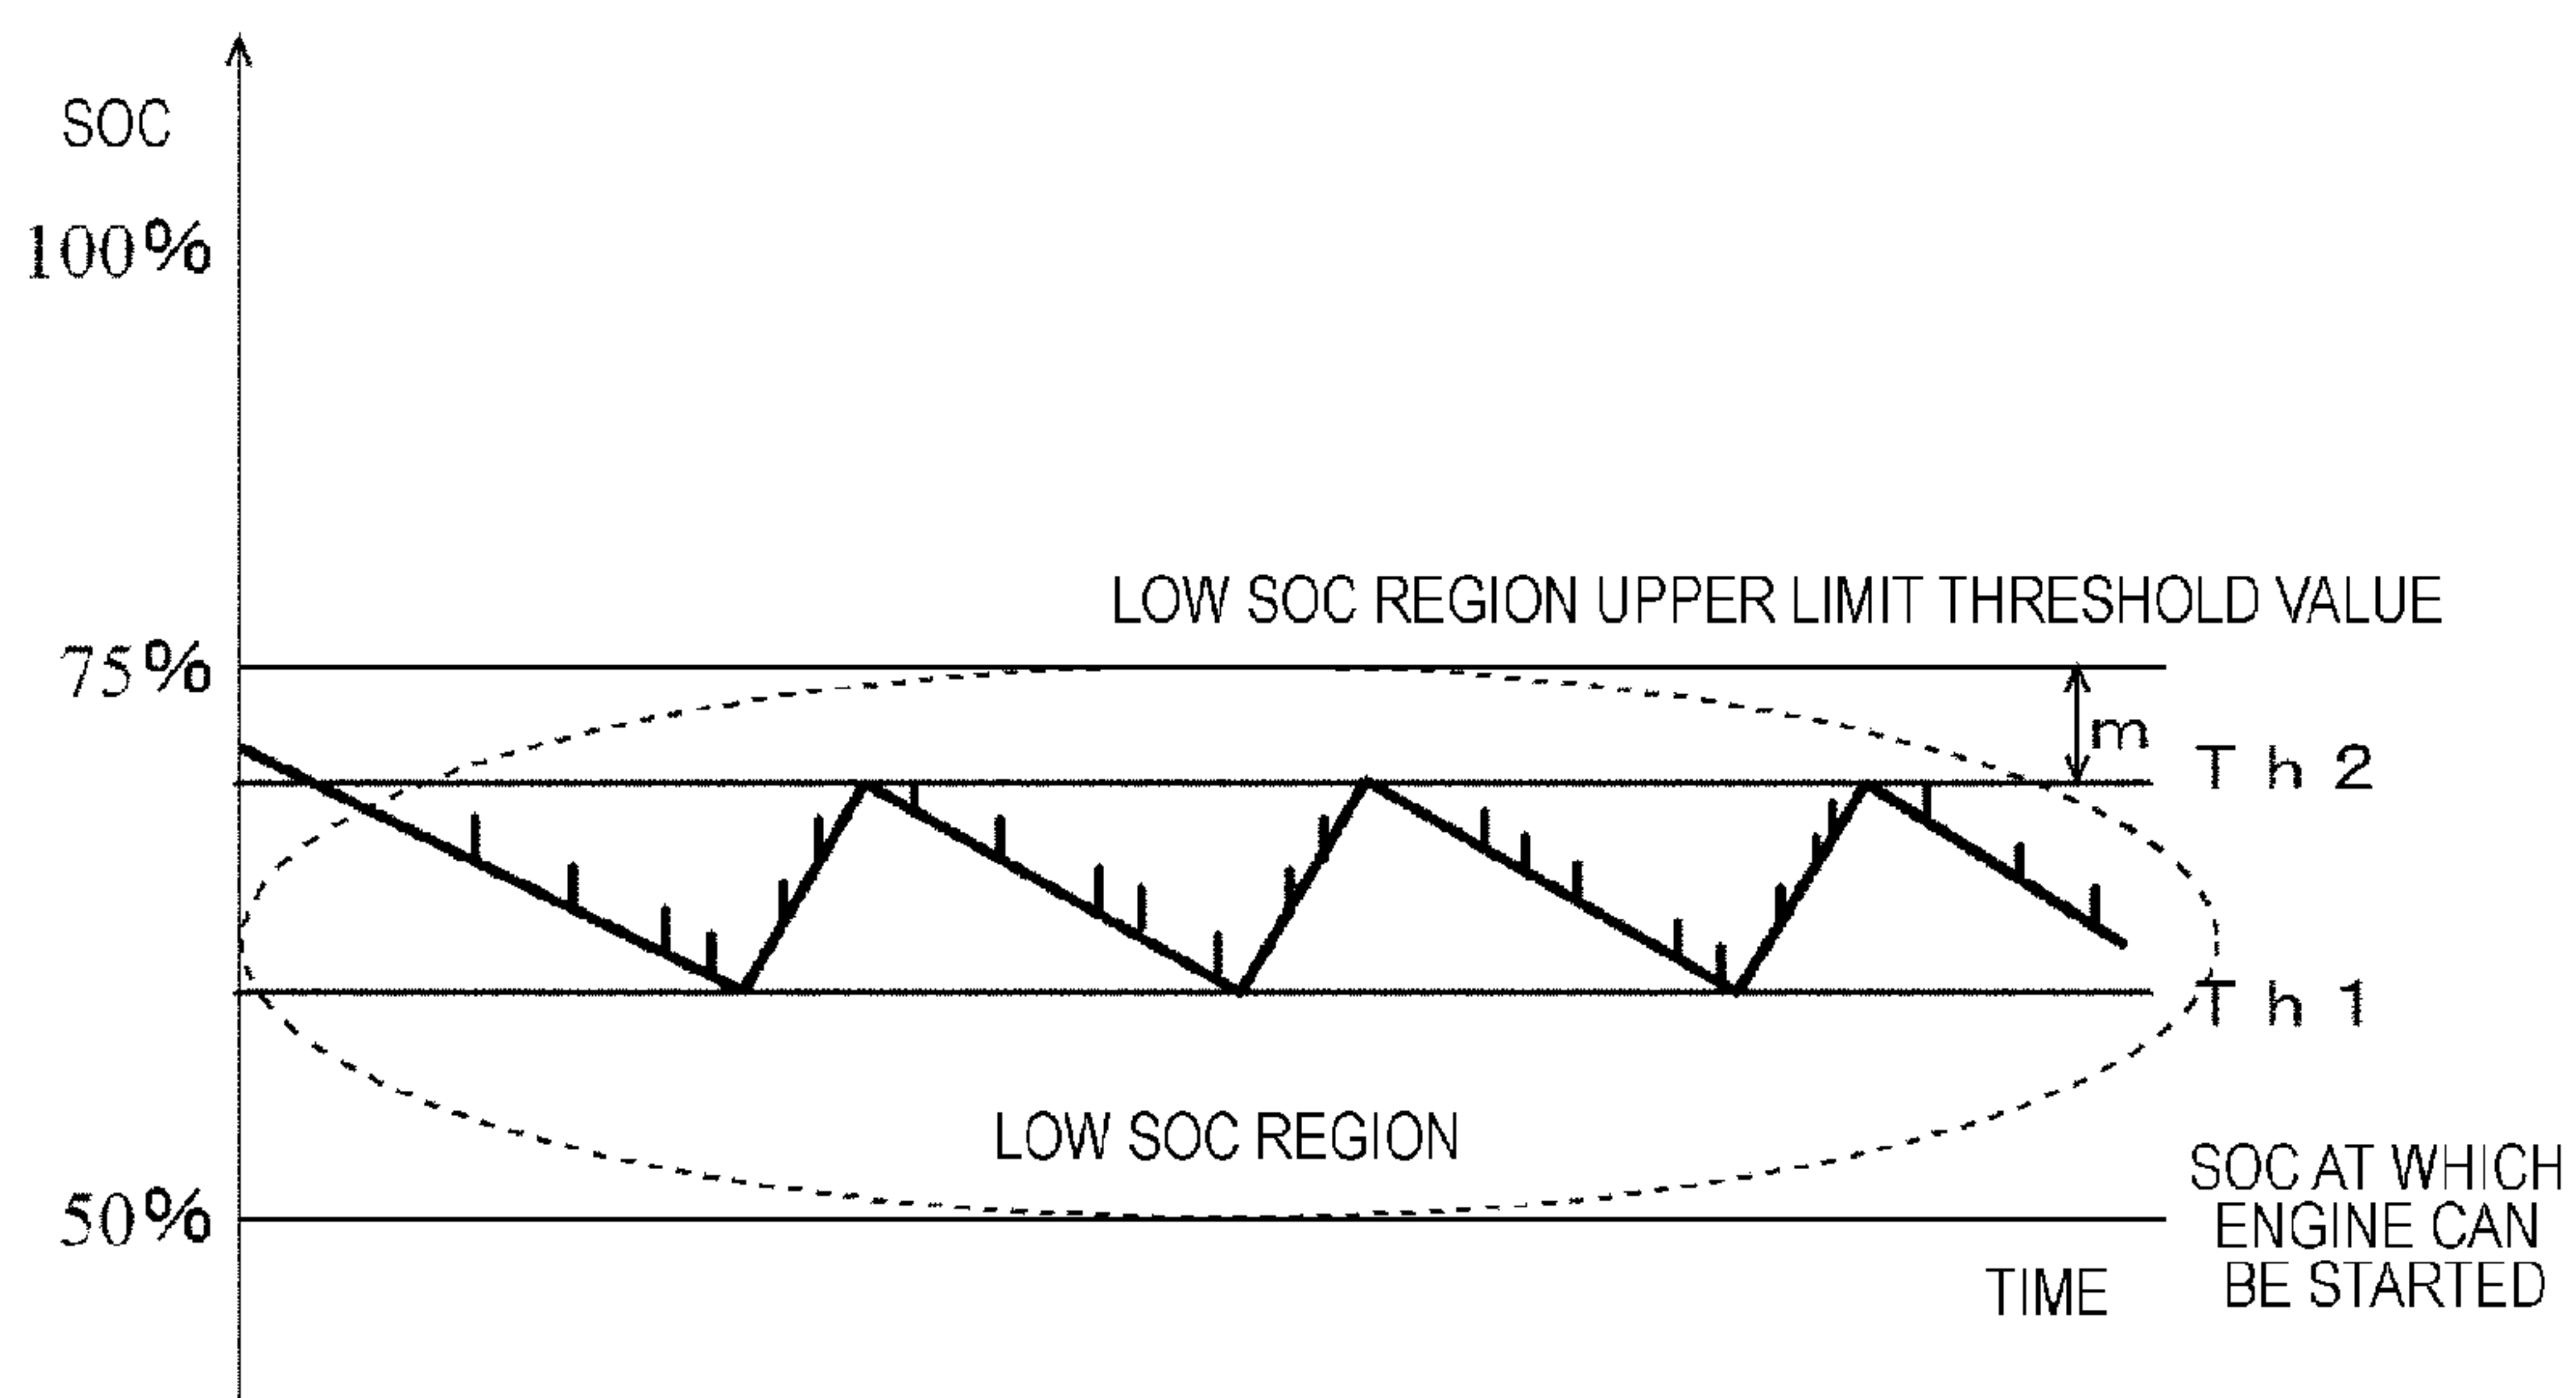 SOC
100%
LOW SOC REGION UPPER LIMIT THRESHOLD VALUE
75%
m
Th2
Th1
LOW SOC REGION
50%
SOC AT WHICH
ENGINE CAN
BE STARTED
TIME